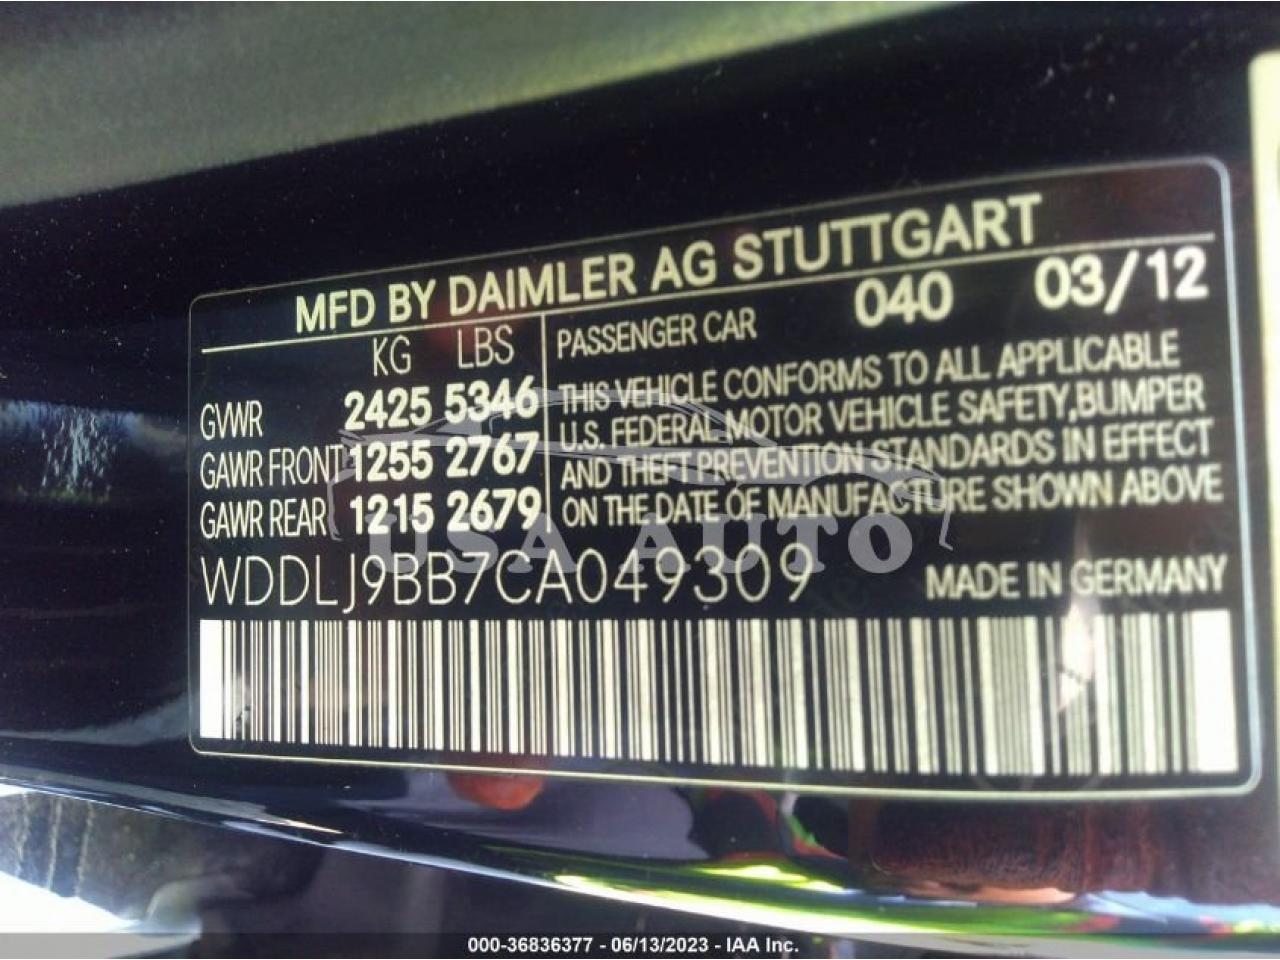 MFD BY DAIMLER AG STUTTGART
KG LBS
GVWR 2425 5346
GAWR FRONT 1255 2767
GAWR REAR 1215 2679
PASSENGER CAR 040 03/12
THIS VEHICLE CONFORMS TO ALL APPLICABLE
U.S. FEDERAL MOTOR VEHICLE SAFETY, BUMPER
AND THEFT PREVENTION STANDARDS IN EFFECT
ON THE DATE OF MANUFACTURE SHOWN ABOVE
USA AUTO
WDDLJ9BB7CA049309 MADE IN GERMANY
000-36836377 - 06/13/2023 - IAA Inc.